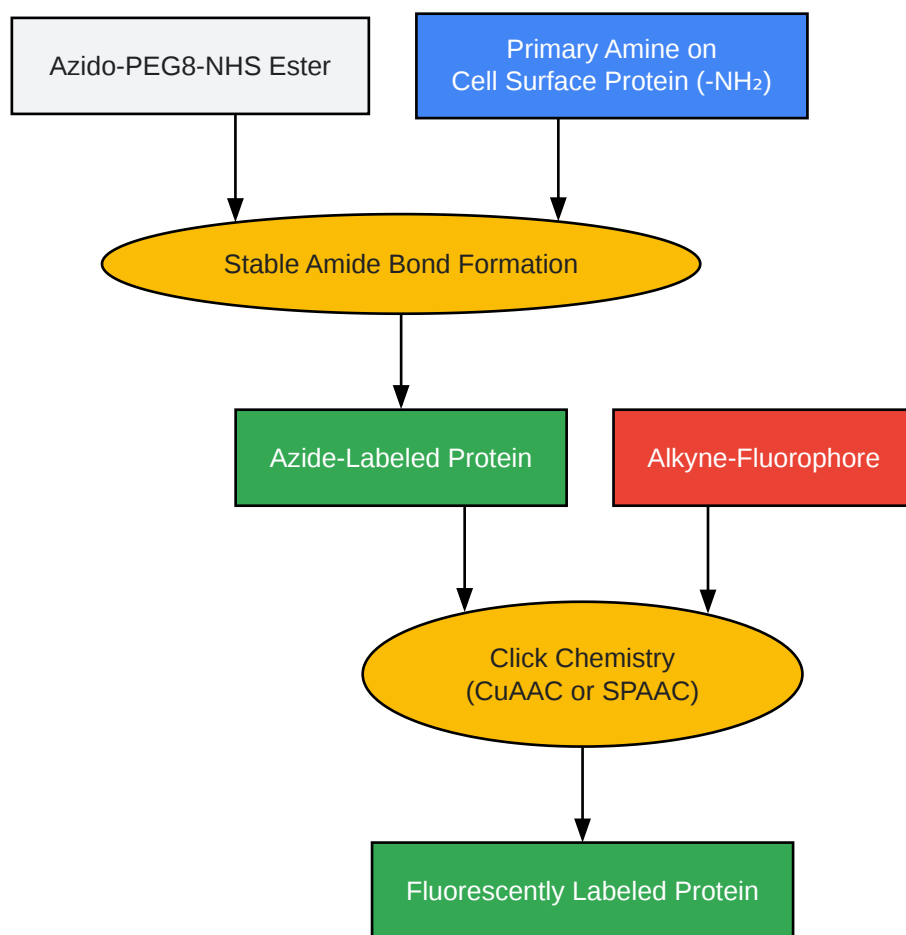 Azido-PEG8-NHS Ester
Primary Amine on
Cell Surface Protein (-NH₂)
Stable Amide Bond Formation
Azide-Labeled Protein
Alkyne-Fluorophore
Click Chemistry
(CuAAC or SPAAC)
Fluorescently Labeled Protein